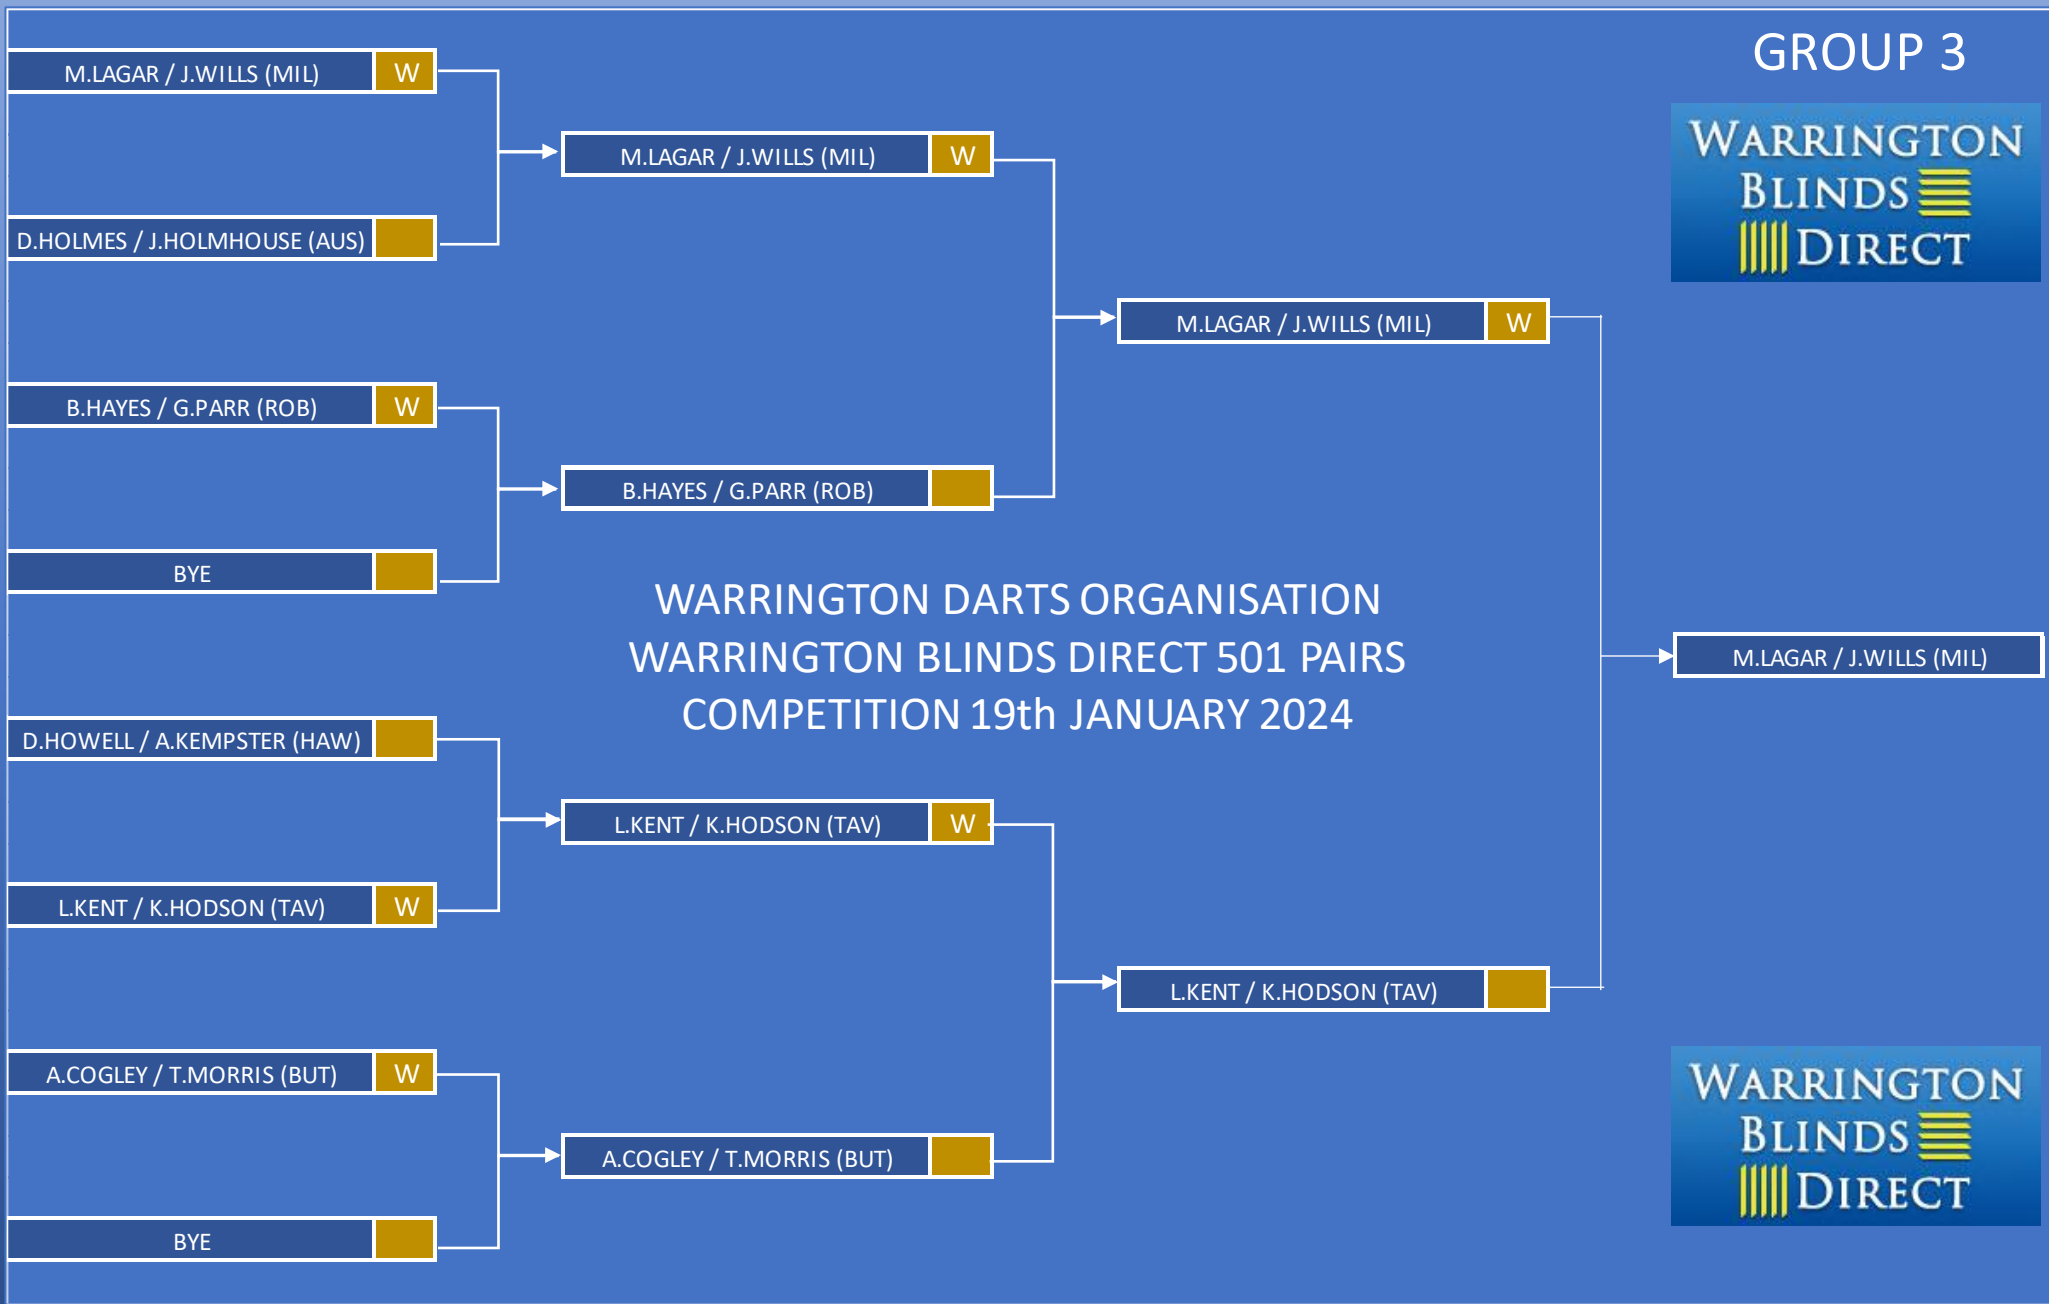 GROUP 3
WARRINGTON
BLINDS
DIRECT
M.LAGAR / J.WILLS (MIL) W
D.HOLMES / J.HOLMHOUSE (AUS)
B.HAYES / G.PARR (ROB) W
BYE
D.HOWELL / A.KEMPSTER (HAW)
L.KENT / K.HODSON (TAV) W
A.COGLEY / T.MORRIS (BUT) W
BYE
M.LAGAR / J.WILLS (MIL) W
B.HAYES / G.PARR (ROB)
WARRINGTON DARTS ORGANISATION
WARRINGTON BLINDS DIRECT 501 PAIRS
COMPETITION 19th JANUARY 2024
L.KENT / K.HODSON (TAV) W
A.COGLEY / T.MORRIS (BUT)
M.LAGAR / J.WILLS (MIL) W
L.KENT / K.HODSON (TAV)
M.LAGAR / J.WILLS (MIL)
WARRINGTON
BLINDS
DIRECT